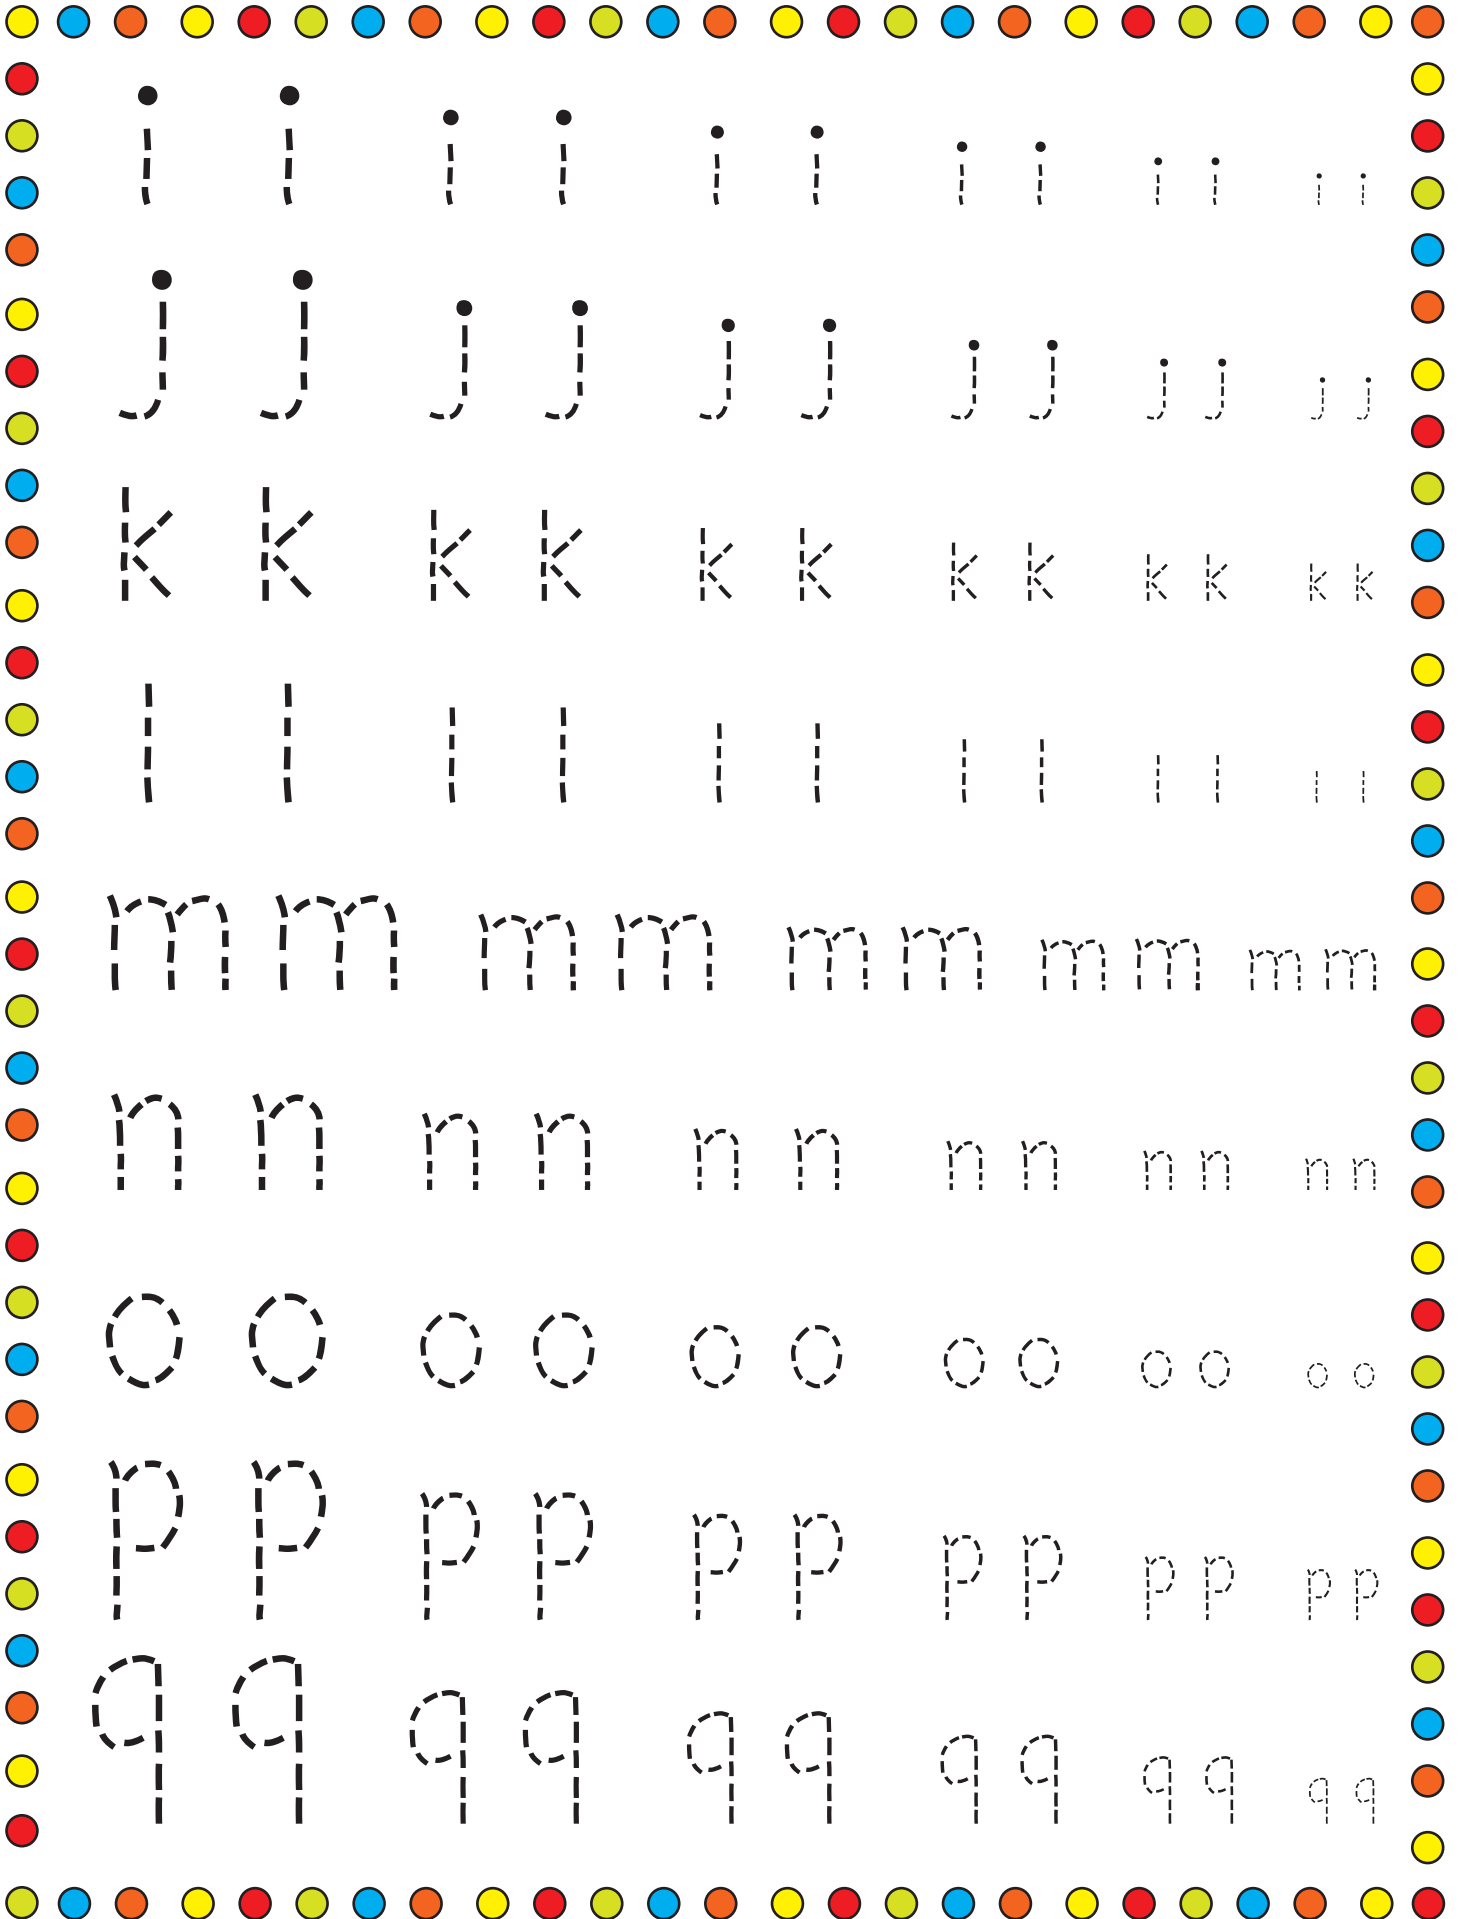 i i i i i i i i i i i i
j j j j j j j j j j j j
k k k k k k k k k k k k
l l l l l l l l l l l l
m m m m m m m m m m
n n n n n n n n n n n n
o o o o o o o o o o o o
p p p p p p p p p p p p
q q q q q q q q q q q q